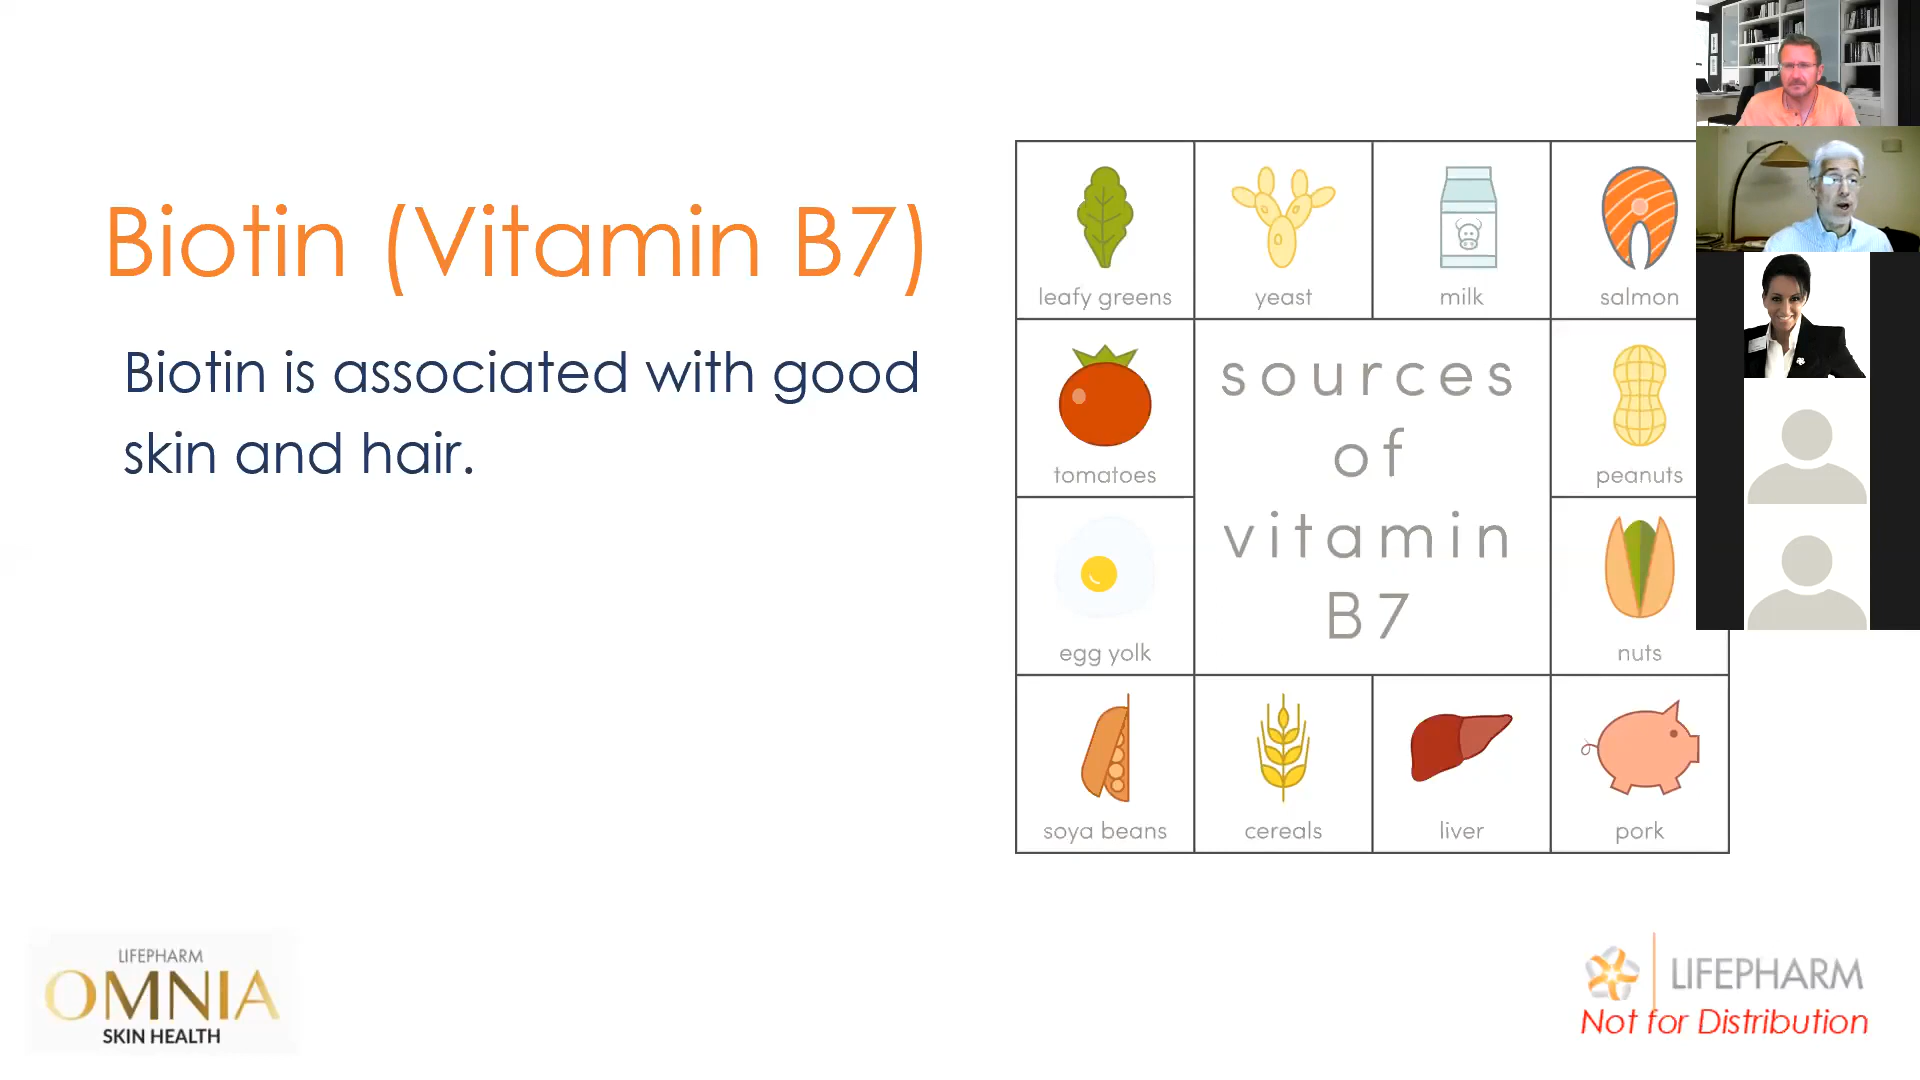 Biotin (Vitamin B7)
Biotin is associated with good
skin and hair.
leafy greens
yeast
milk
salmon
tomatoes
sources
of
vitamin
B7
peanuts
egg yolk
nuts
soya beans
cereals
liver
pork
LIFEPHARM
OMNIA
SKIN HEALTH
LIFEPHARM
Not for Distribution